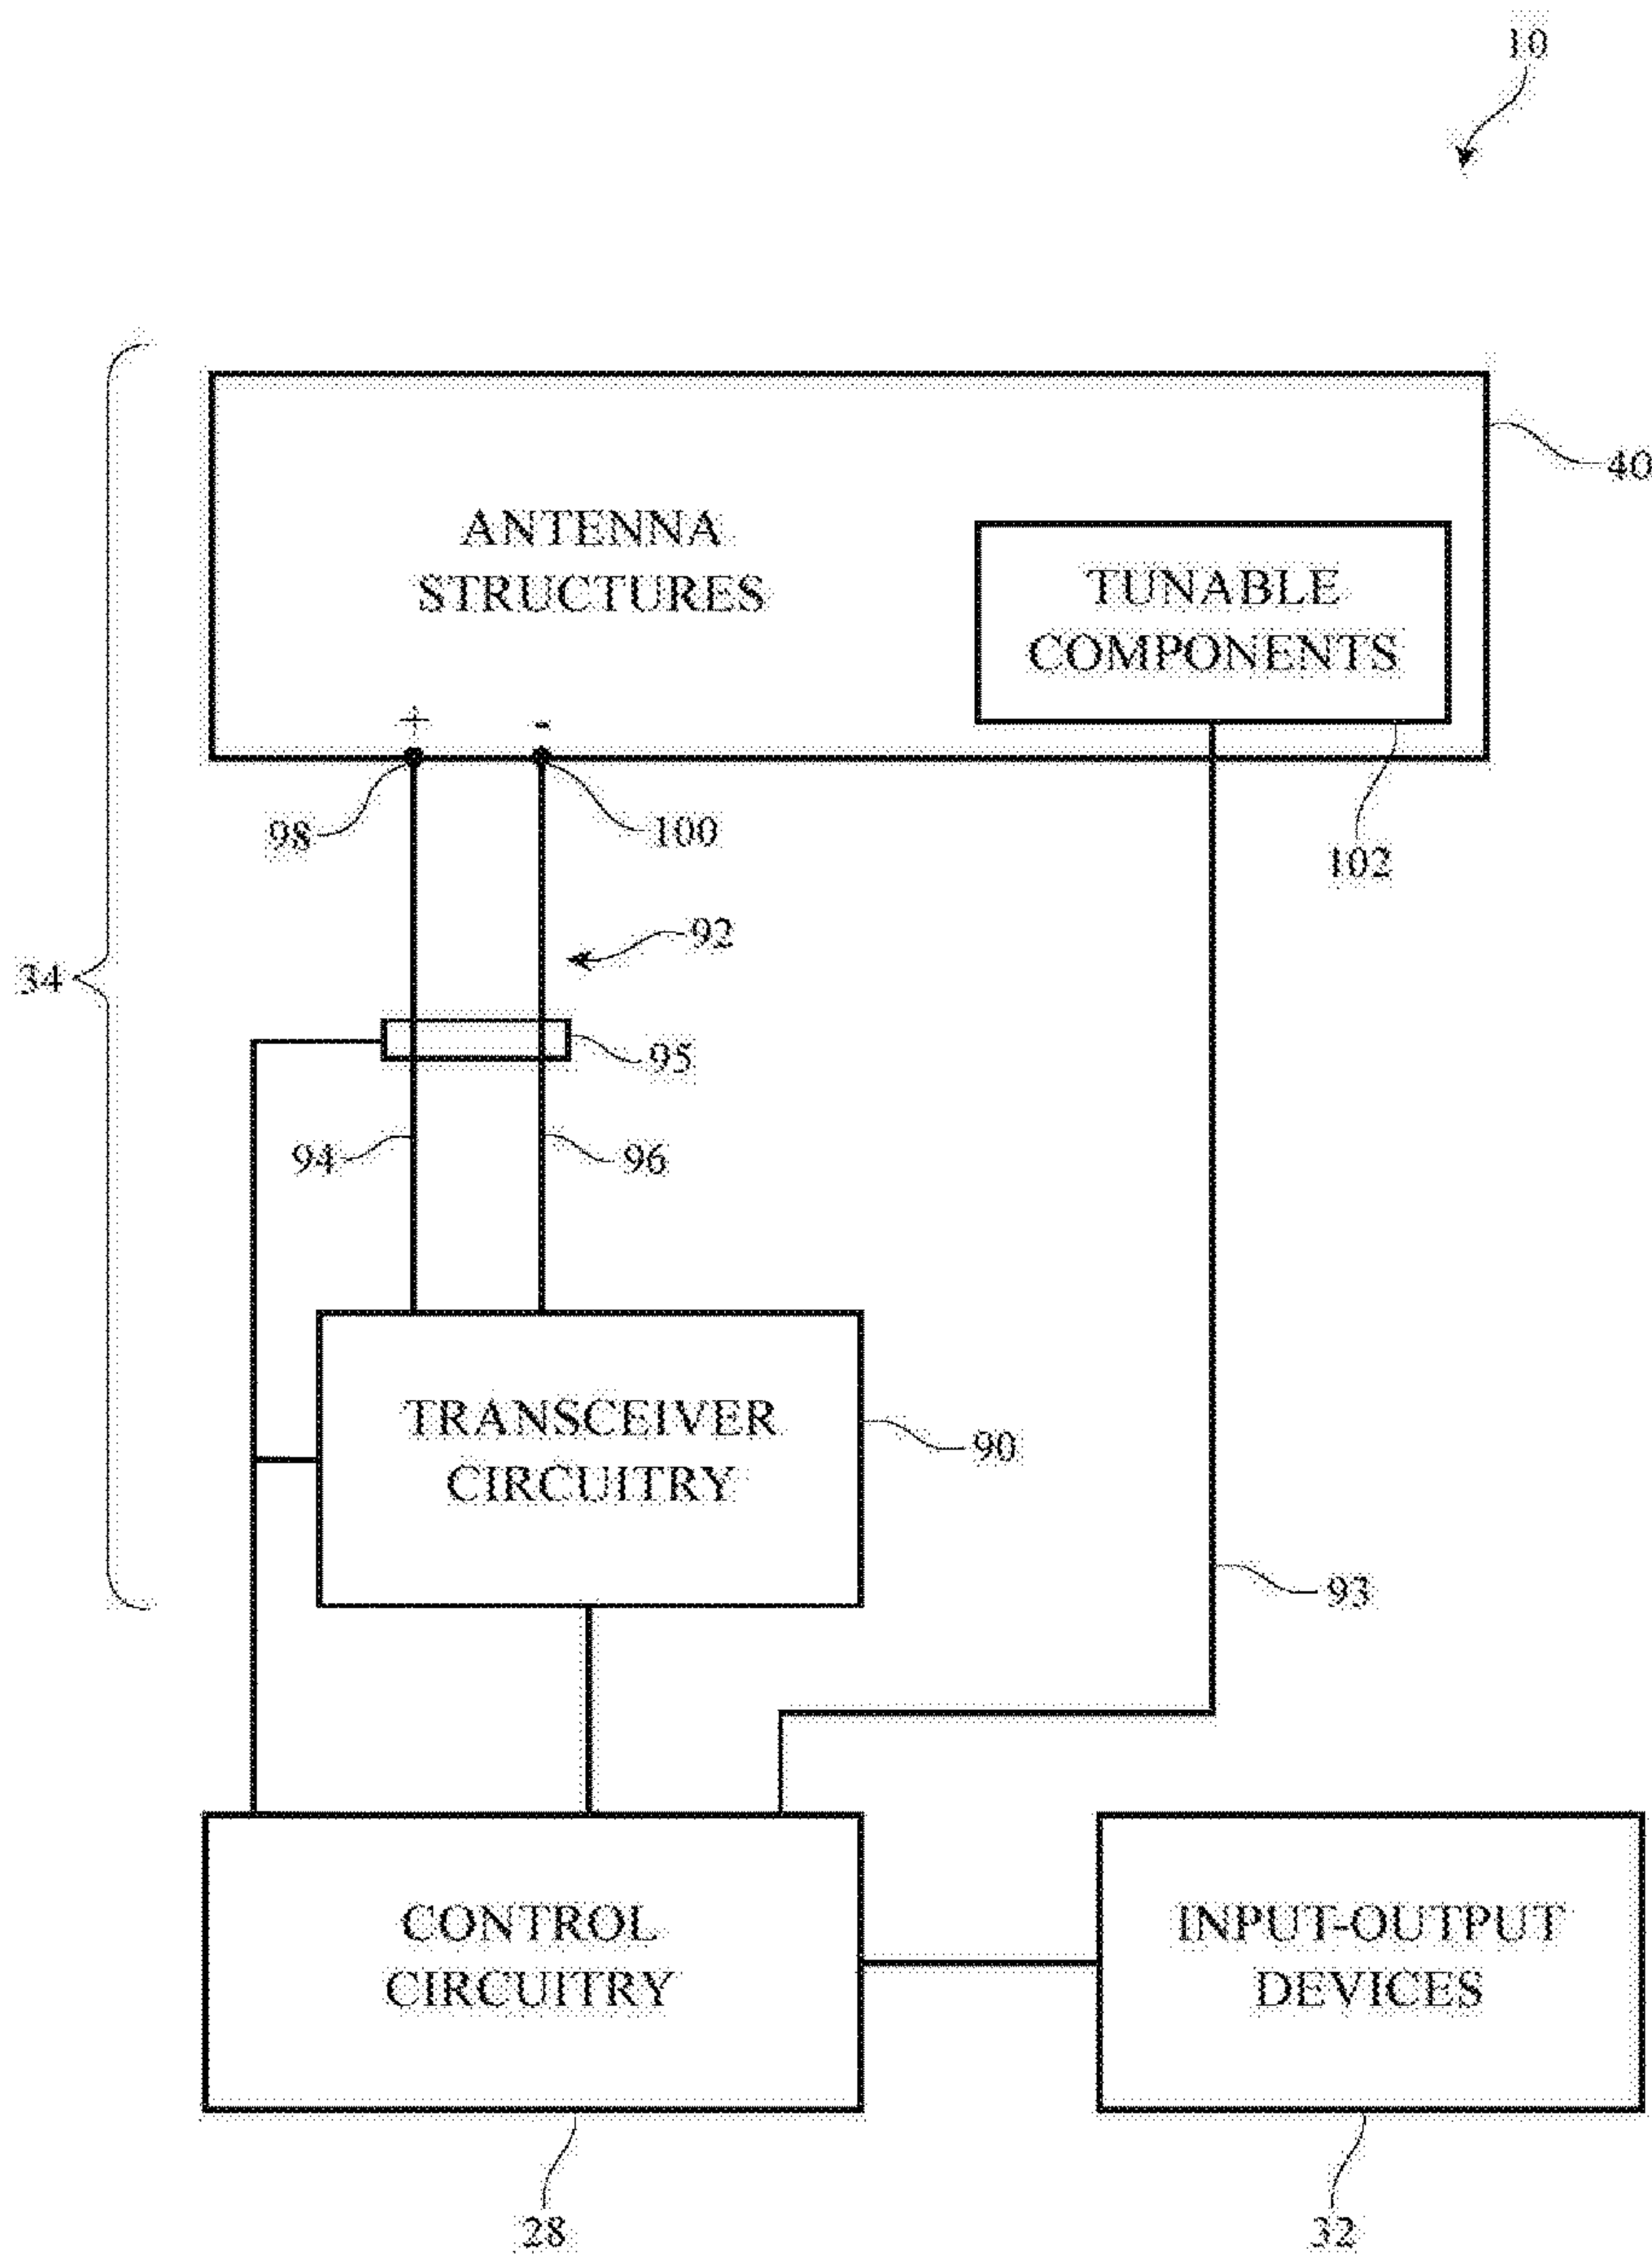 10
40
ANTENNA
STRUCTURES
TUNABLE
COMPONENTS
+
-
98
100
102
92
34
95
94
96
TRANSCEIVER
CIRCUITRY
90
93
CONTROL
CIRCUITRY
INPUT-OUTPUT
DEVICES
28
32